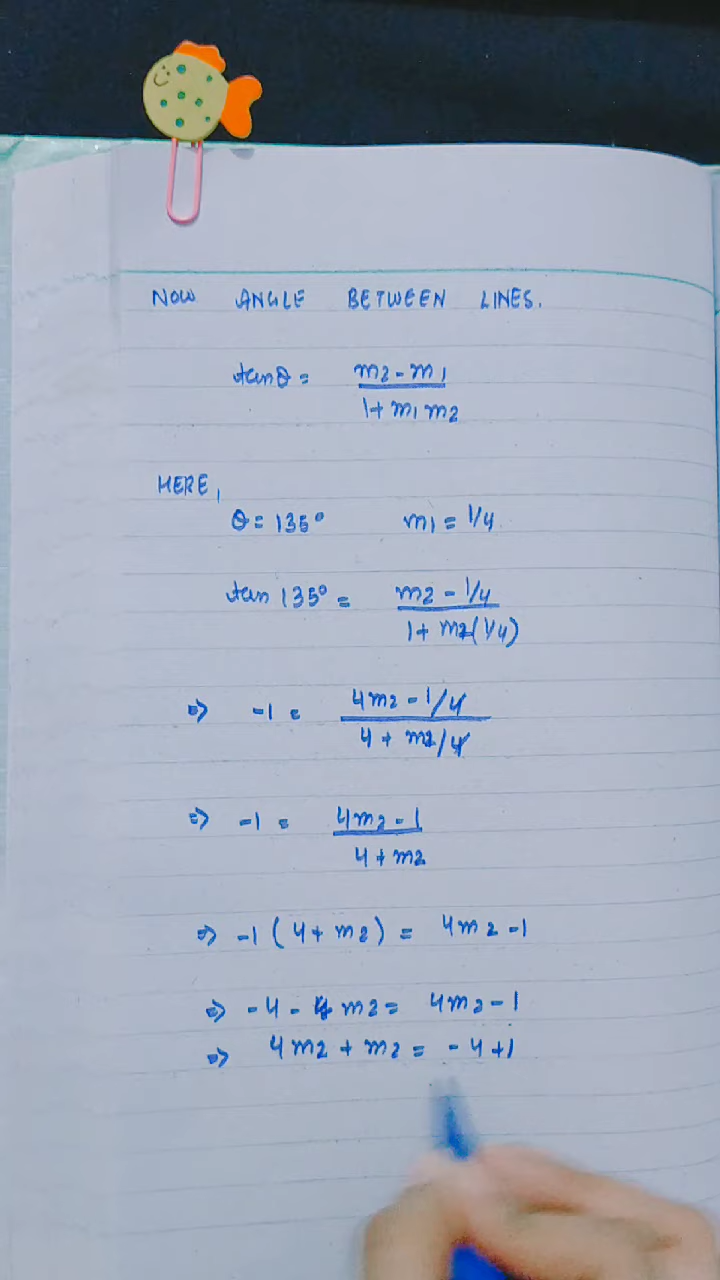 NOW ANGLE BETWEEN LINES.
tanθ = m2 - m1 / 1 + m1 m2
HERE,
θ = 135° m1 = 1/4
tan 135° = m2 - 1/4 / 1 + m2(1/4)
⇒ -1 = 4m2 - 1/4 / 4 + m2/4
⇒ -1 = 4m2 - 1 / 4 + m2
⇒ -1 (4 + m2) = 4m2 - 1
⇒ -4 - m2 = 4m2 - 1
⇒ 4m2 + m2 = -4 + 1